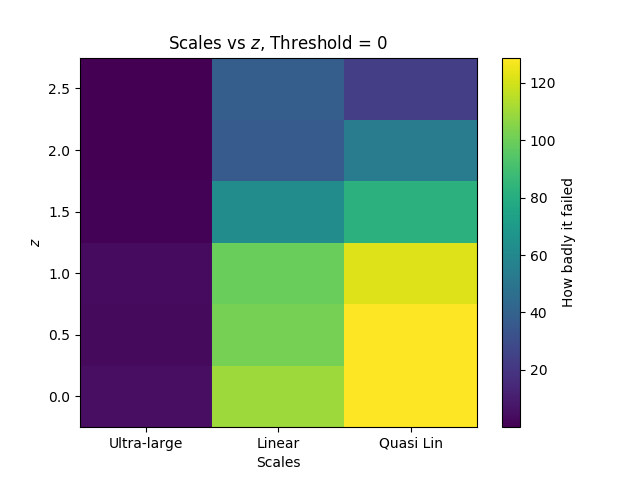 Scales vs z, Threshold = 0
2.5
2.0
1.5
1.0
0.5
0.0
z
Ultra-large Linear Quasi Lin
Scales
120
100
80
60
40
20
How badly it failed